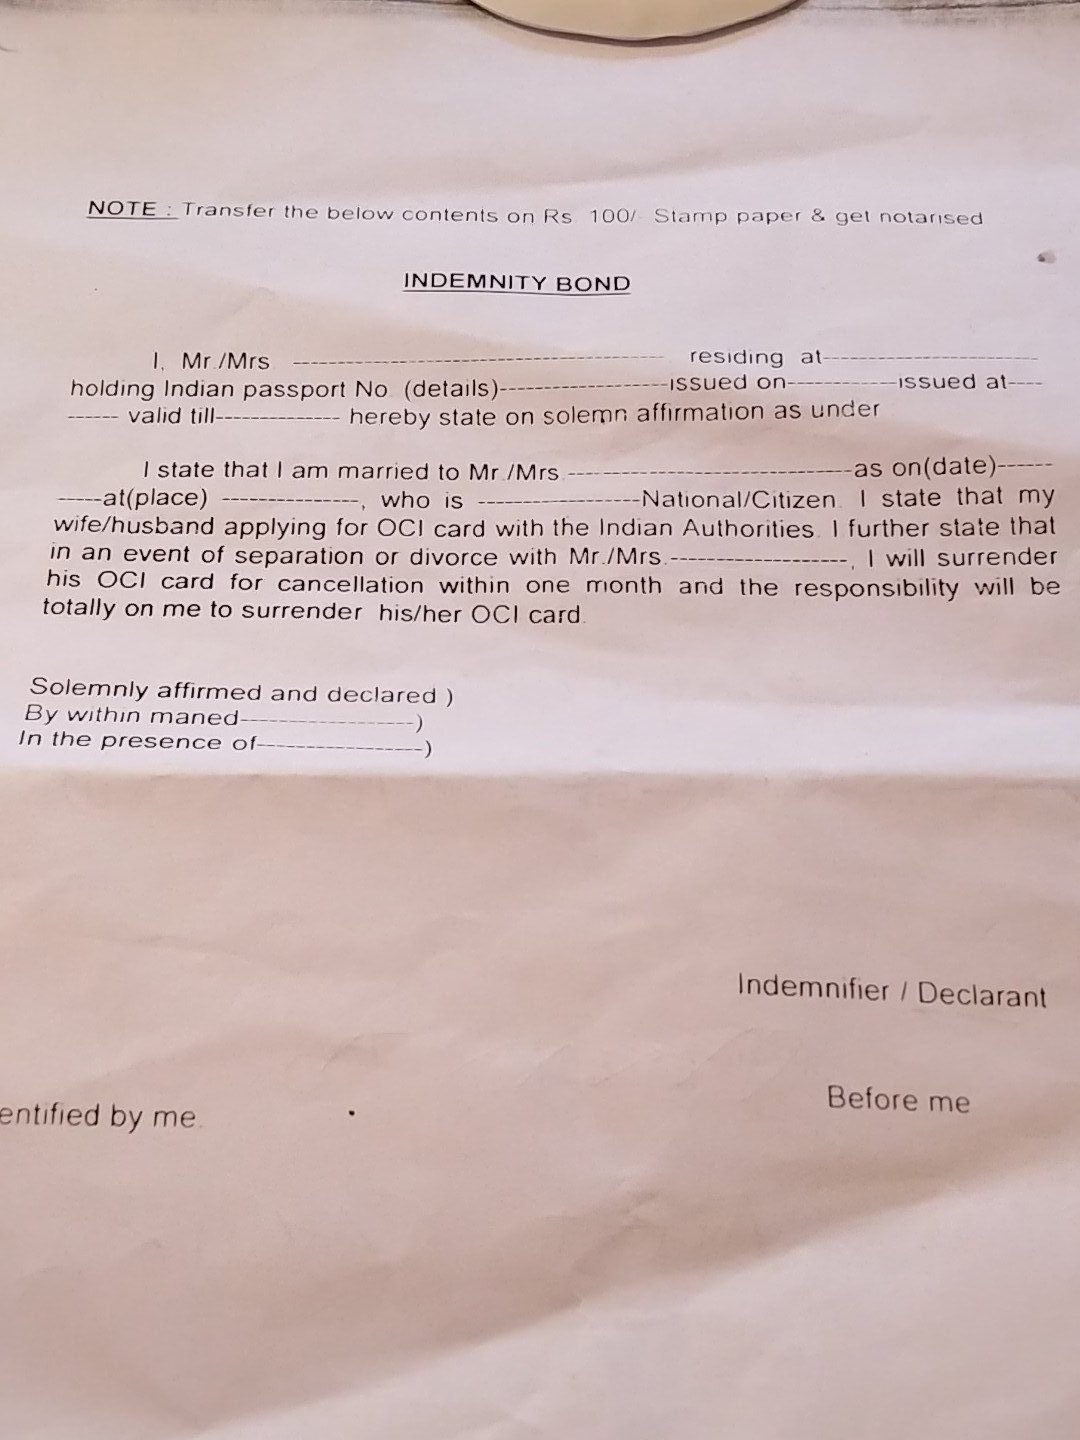 NOTE : Transfer the below contents on Rs. 100/- Stamp paper & get notarised
INDEMNITY BOND
I, Mr./Mrs. ------------------------------------------ residing at-------------------------
holding Indian passport No. (details)-------------------issued on------------issued at----
------ valid till-------------- hereby state on solemn affirmation as under
I state that I am married to Mr./Mrs.--------------------------------as on(date)------
-----at(place) ---------------, who is ------------------National/Citizen. I state that my
wife/husband applying for OCI card with the Indian Authorities. I further state that
in an event of separation or divorce with Mr./Mrs.--------------------, I will surrender
his OCI card for cancellation within one month and the responsibility will be
totally on me to surrender his/her OCI card.
Solemnly affirmed and declared )
By within maned-------------------)
In the presence of------------------)
Indemnifier / Declarant
Before me
entified by me.